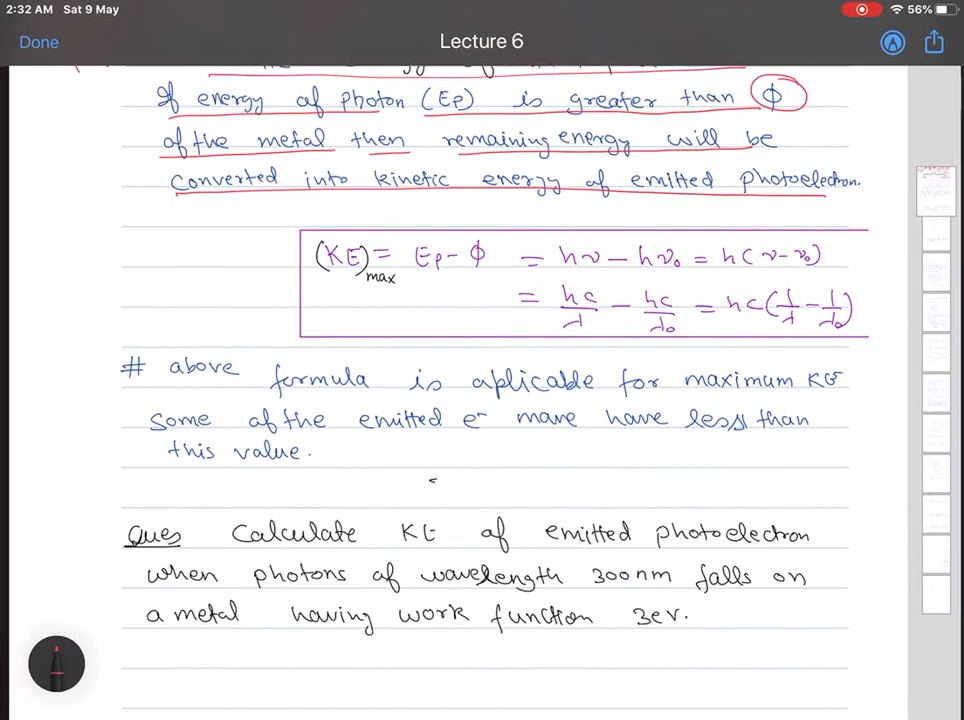 2:32 AM Sat 9 May
56%
Done
Lecture 6
If energy of Photon (Ep) is greater than ϕ
of the metal then remaining energy will be
Converted into kinetic energy of emitted Photoelectron.
(KE)max = Ep - ϕ = hν - hν₀ = h(ν-ν₀)
= hc/λ - hc/λ₀ = hc(1/λ - 1/λ₀)
# above formula is aplicable for maximum KE
Some of the emitted e⁻ mave have less than
this value.
Ques Calculate KE of emitted photoelectron
when photons of wavelength 300nm falls on
a metal having work function 3ev.